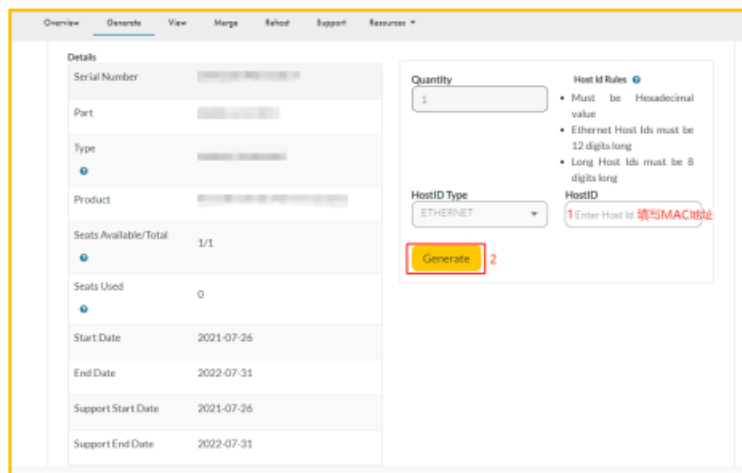 Overview Generate View Merge Rehost Support Resources
Details
Serial Number
Part
Type
Product
Seats Available/Total 1/1
Seats Used 0
Start Date 2021-07-26
End Date 2022-07-31
Support Start Date 2021-07-26
Support End Date 2022-07-31
Quantity
1
Host Id Rules
Must be Hexadecimal
value
Ethernet Host Ids must be
12 digits long
Long Host Ids must be 8
digits long
HostID Type
ETHERNET
HostID
1 Enter Host Id 填写MAC地址
Generate 2